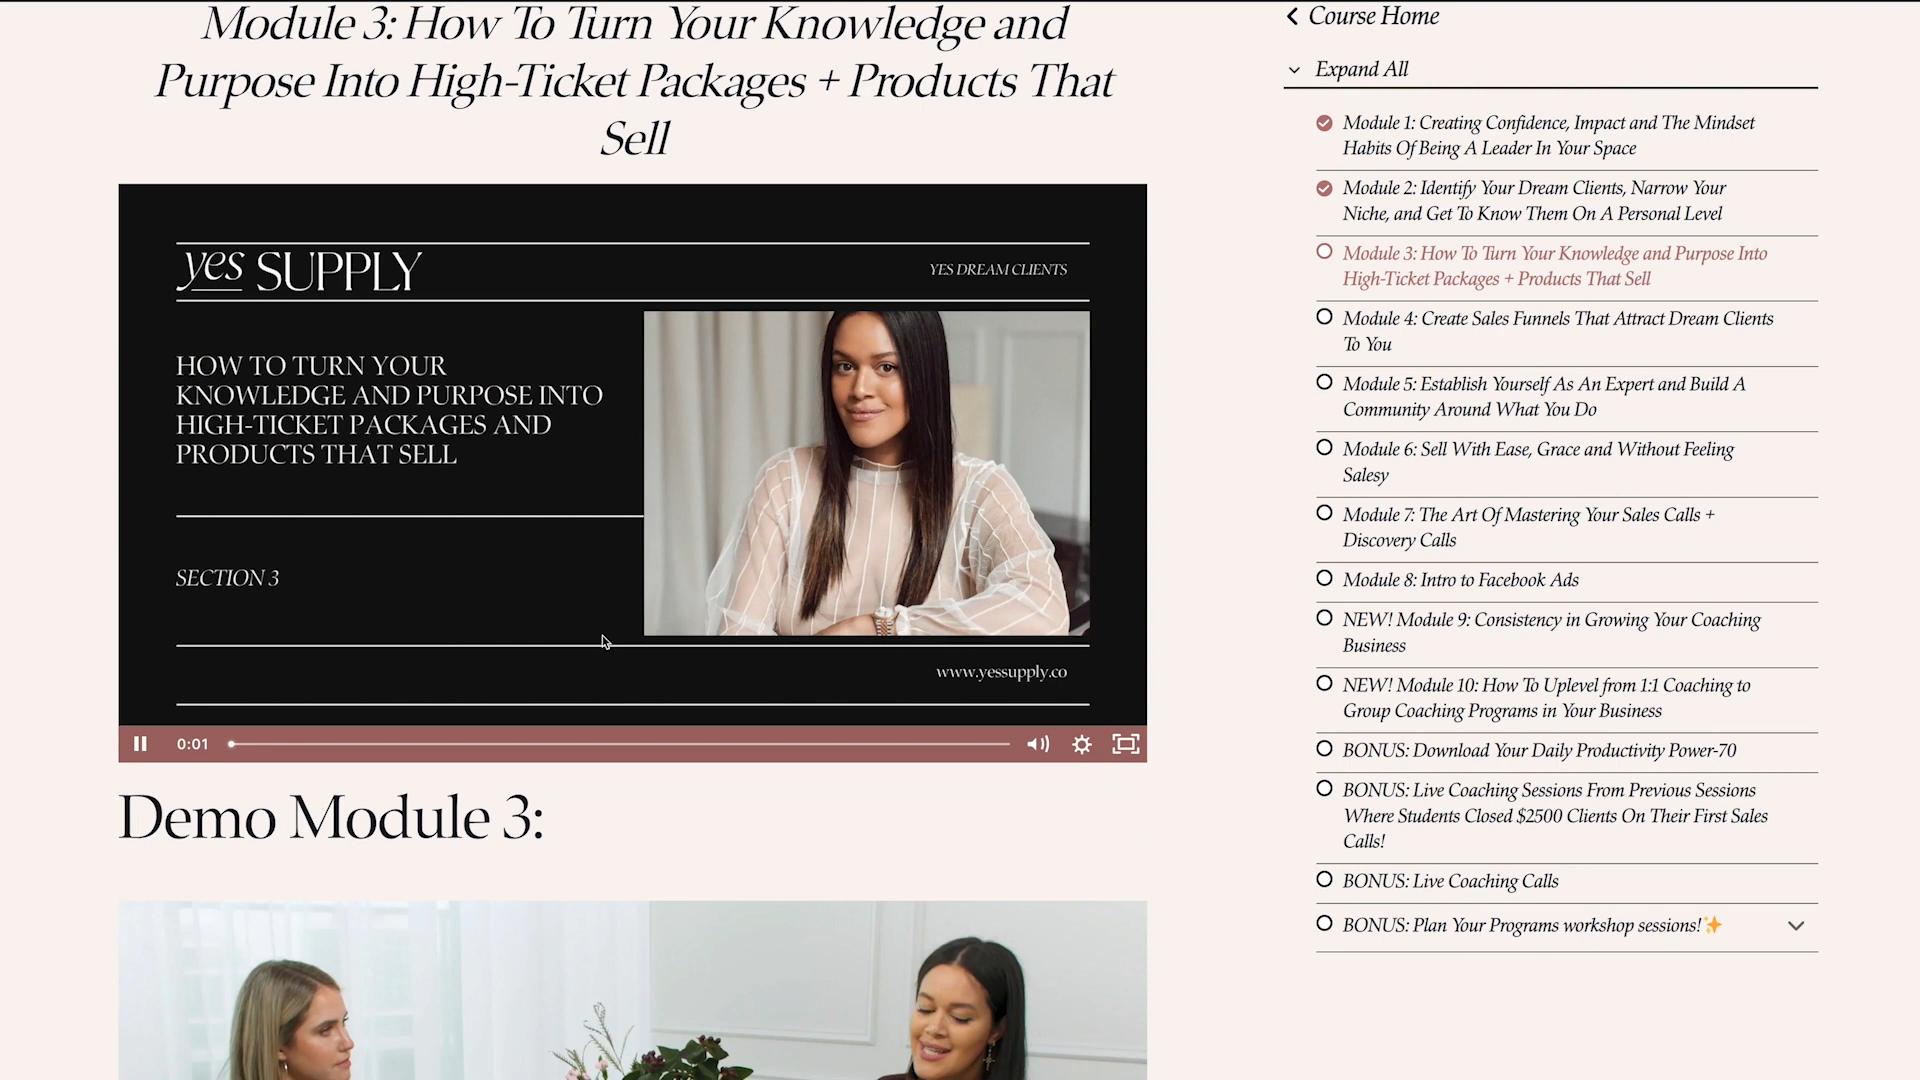 Module 3: How To Turn Your Knowledge and
Purpose Into High-Ticket Packages + Products That
Sell
yes SUPPLY
YES DREAM CLIENTS
HOW TO TURN YOUR
KNOWLEDGE AND PURPOSE INTO
HIGH-TICKET PACKAGES AND
PRODUCTS THAT SELL
SECTION 3
www.yessupply.co
0:01
Demo Module 3:
Course Home
Expand All
Module 1: Creating Confidence, Impact and The Mindset
Habits Of Being A Leader In Your Space
Module 2: Identify Your Dream Clients, Narrow Your
Niche, and Get To Know Them On A Personal Level
Module 3: How To Turn Your Knowledge and Purpose Into
High-Ticket Packages + Products That Sell
Module 4: Create Sales Funnels That Attract Dream Clients
To You
Module 5: Establish Yourself As An Expert and Build A
Community Around What You Do
Module 6: Sell With Ease, Grace and Without Feeling
Salesy
Module 7: The Art Of Mastering Your Sales Calls +
Discovery Calls
Module 8: Intro to Facebook Ads
NEW! Module 9: Consistency in Growing Your Coaching
Business
NEW! Module 10: How To Uplevel from 1:1 Coaching to
Group Coaching Programs in Your Business
BONUS: Download Your Daily Productivity Power-70
BONUS: Live Coaching Sessions From Previous Sessions
Where Students Closed $2500 Clients On Their First Sales
Calls!
BONUS: Live Coaching Calls
BONUS: Plan Your Programs workshop sessions!✨